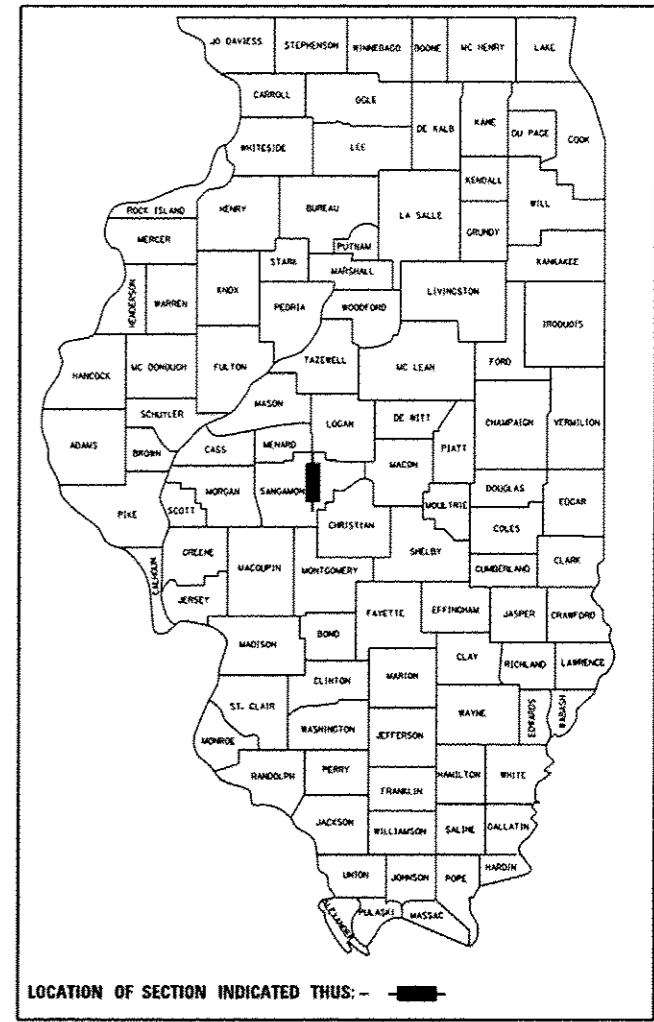 JO DAVIESS STEPHENSON WINNEBAGO BOONE MC HENRY LAKE
CARROLL OGLE DE KALB KANE DU PAGE COOK
WHITESIDE LEE KENDALL WILL
ROCK ISLAND HENRY BUREAU LA SALLE GRUNDY
MERCER PUTNAM KANKAKEE
HENDERSON WARREN KNOX STARK MARSHALL LIVINGSTON
PEORIA WOODFORD IROQUOIS
HANCOCK MC DONOUGH FULTON TAZEWELL MC LEAN FORD
SCHUYLER MASON LOGAN DE WITT CHAMPAIGN VERMILION
ADAMS BROWN CASS MENARD PIATT
MACON
PIKE SCOTT MORGAN SANGAMON MOULTRIE DOUGLAS EDGAR
CHRISTIAN COLES
CALHOUN GREENE MACOUPIN MONTGOMERY SHELBY CUMBERLAND CLARK
JERSEY FAYETTE EFFINGHAM JASPER CRAWFORD
MADISON BOND
CLAY RICHLAND LAWRENCE
CLINTON MARION
ST. CLAIR WAYNE EDWARDS WABASH
MONROE WASHINGTON JEFFERSON
RANDOLPH PERRY HAMILTON WHITE
FRANKLIN
JACKSON WILLIAMSON SALINE GALLATIN
UNION JOHNSON POPE HARDIN
ALEXANDER PULASKI MASSAC
LOCATION OF SECTION INDICATED THUS: -